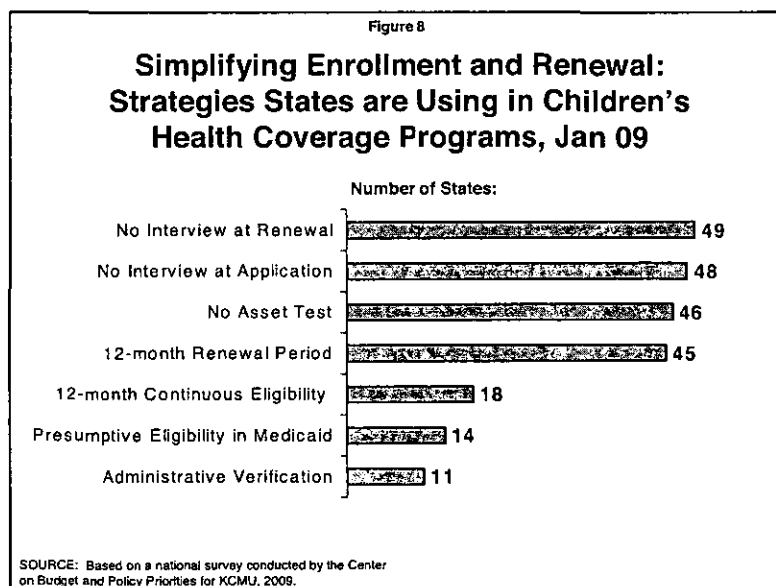 Figure 8
Simplifying Enrollment and Renewal:
Strategies States are Using in Children's
Health Coverage Programs, Jan 09
Number of States:
No Interview at Renewal 49
No Interview at Application 48
No Asset Test 46
12-month Renewal Period 45
12-month Continuous Eligibility 18
Presumptive Eligibility in Medicaid 14
Administrative Verification 11
SOURCE: Based on a national survey conducted by the Center
on Budget and Policy Priorities for KCMU, 2009.